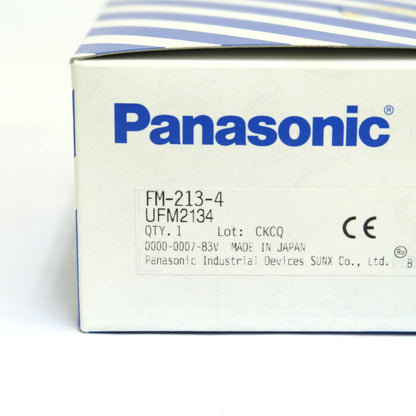 Panasonic®
FM-213-4
UFM2134
QTY. 1 Lot: CKCQ
0000-0007-83V MADE IN JAPAN
Panasonic Industrial Devices SUNX Co., Ltd.
CE
Ro
B